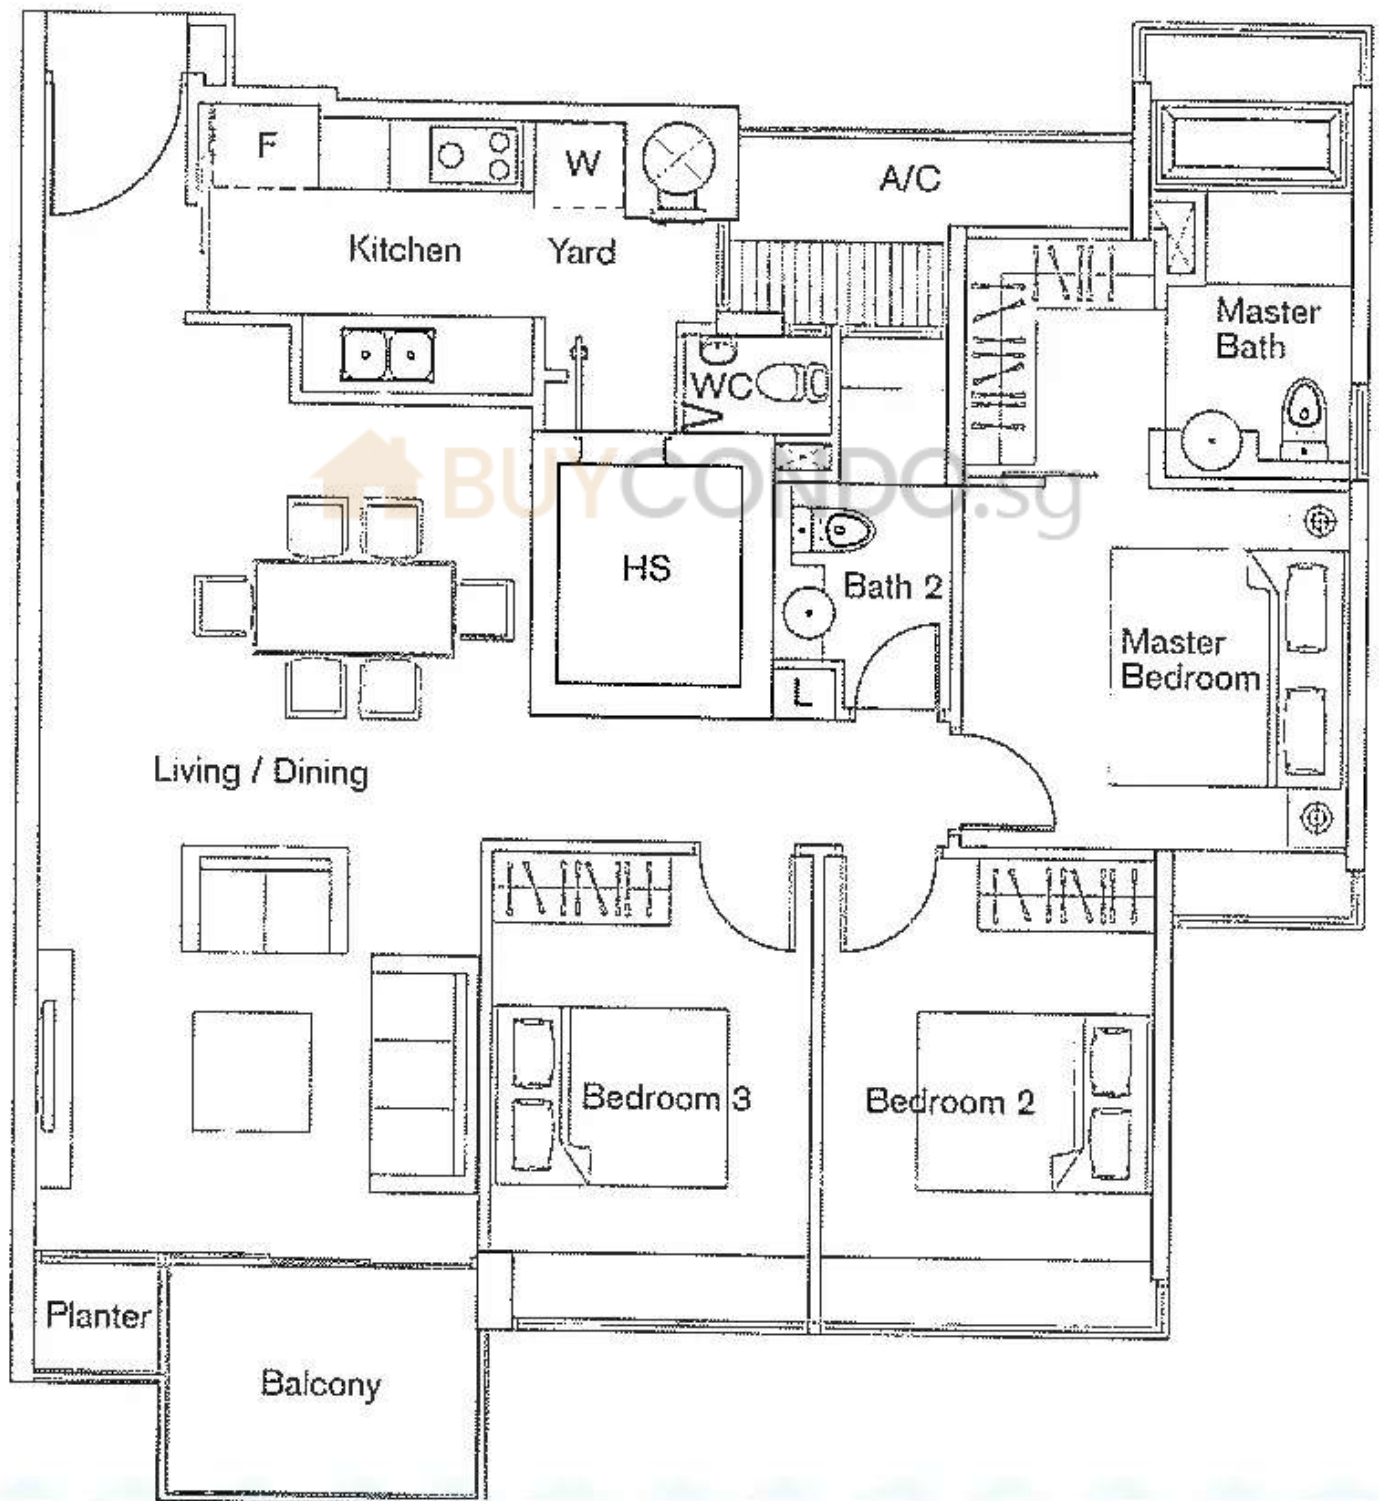 F
W
A/C
Kitchen
Yard
Master
Bath
WC
BUYCONDO.sg
HS
Bath 2
Master
Bedroom
L
Living / Dining
Bedroom 3
Bedroom 2
Planter
Balcony